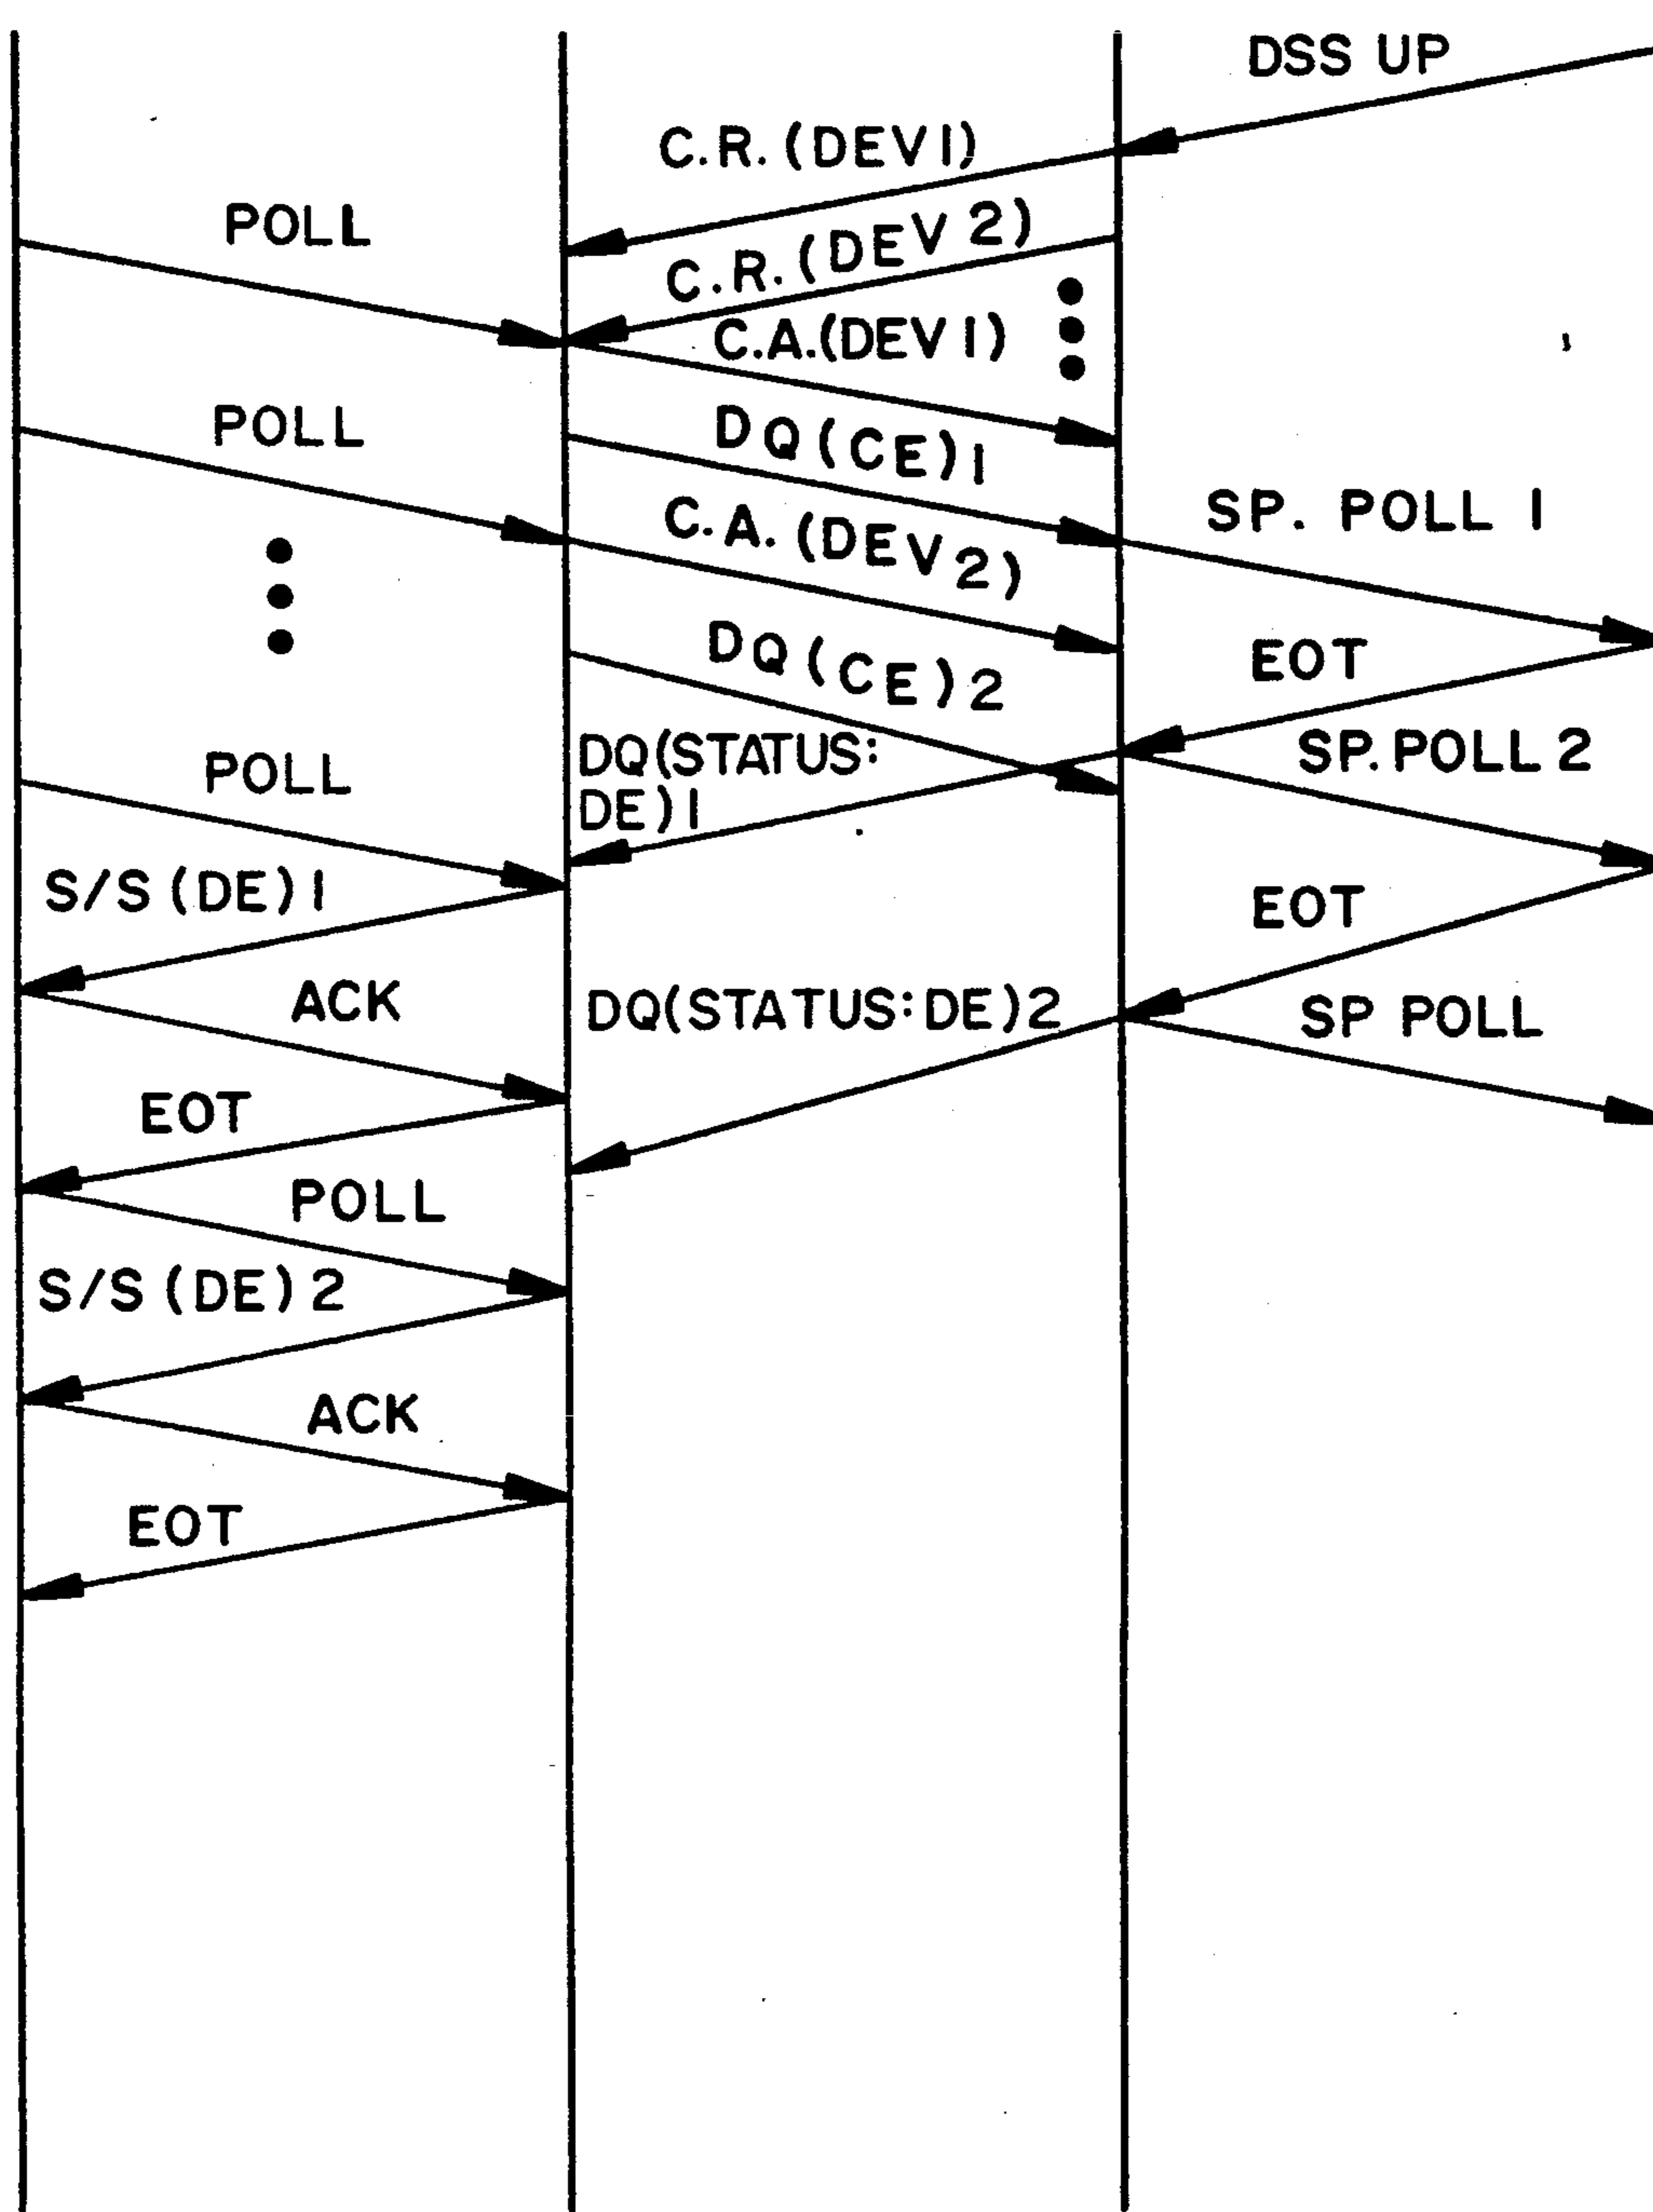 DSS UP
C.R. (DEV 1)
POLL
C.R. (DEV 2)
C.A. (DEV 1)
POLL
DQ (CE) 1
SP. POLL 1
C.A. (DEV 2)
EOT
DQ (CE) 2
DQ(STATUS:
DE) 1
SP. POLL 2
POLL
S/S (DE) 1
EOT
ACK
DQ(STATUS: DE) 2
SP POLL
EOT
POLL
S/S (DE) 2
ACK
EOT